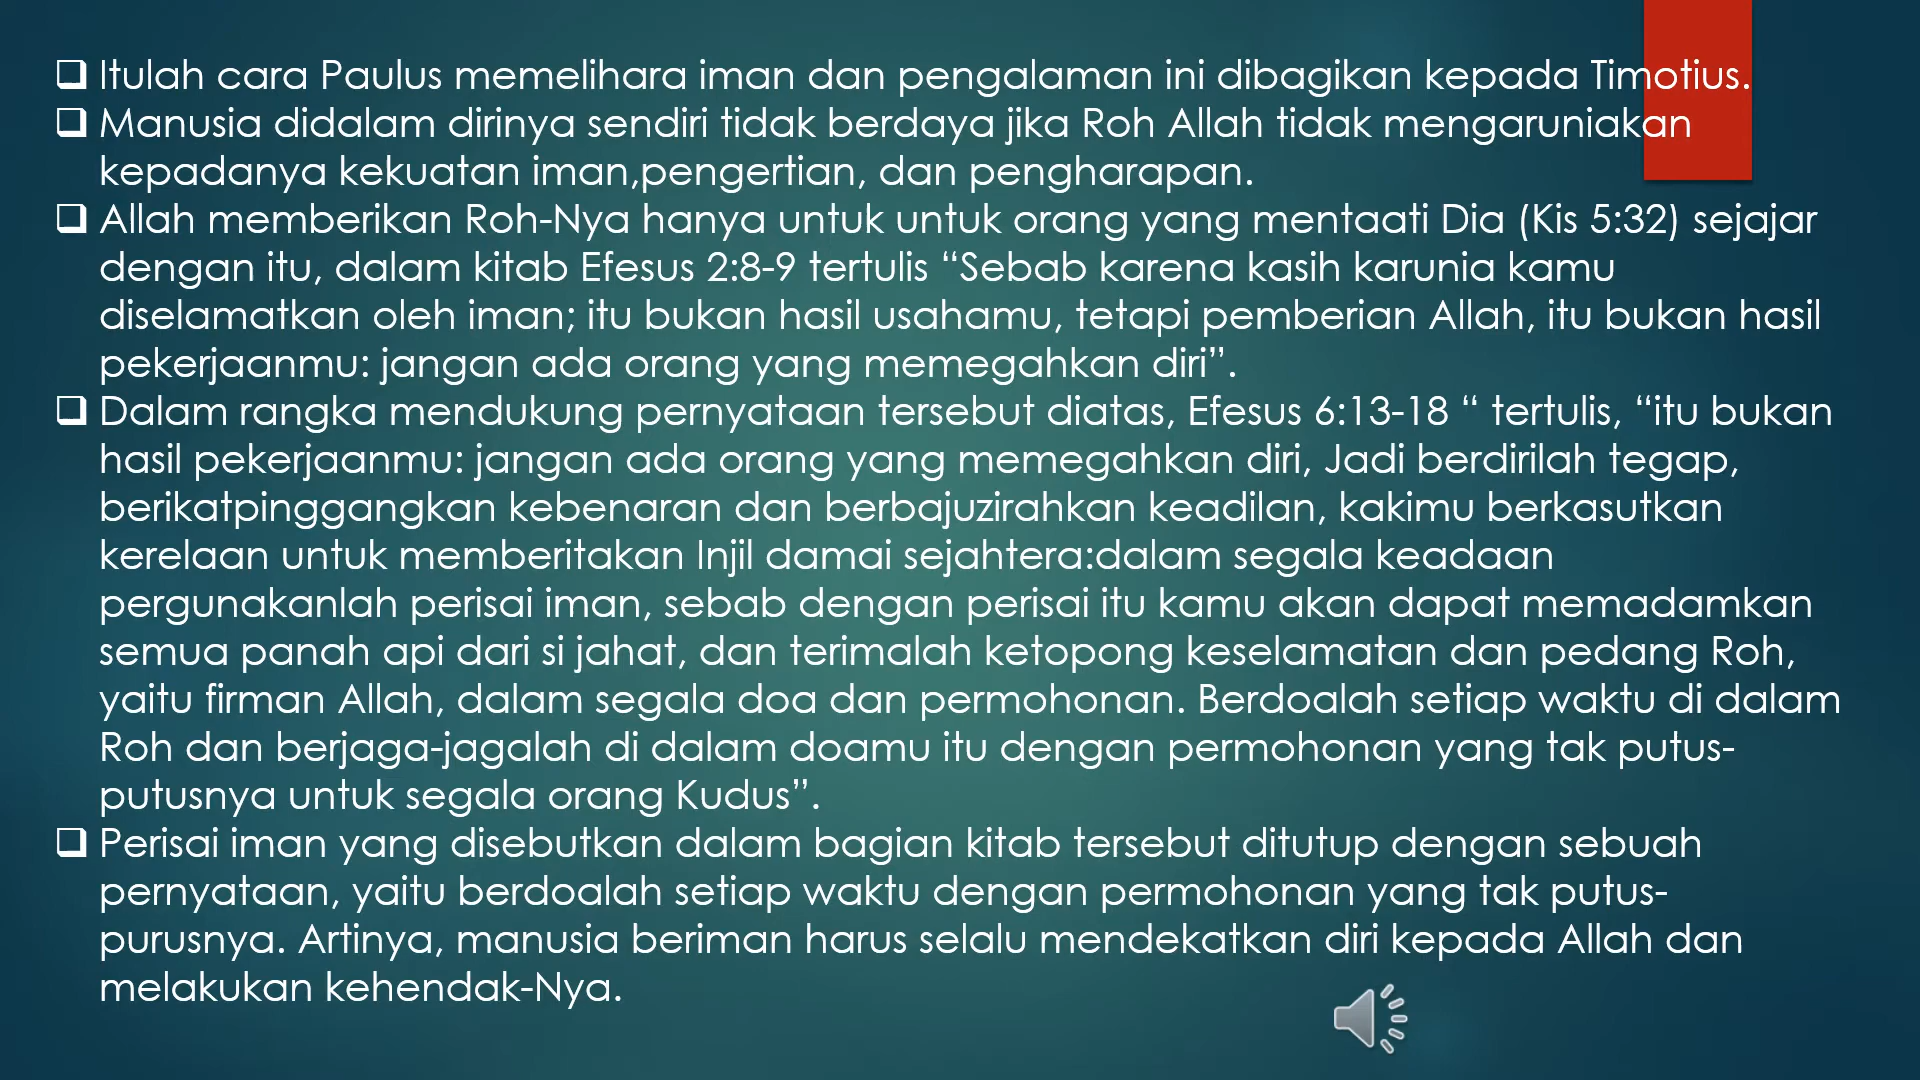 ❑ Itulah cara Paulus memelihara iman dan pengalaman ini dibagikan kepada Timotius.
❑ Manusia didalam dirinya sendiri tidak berdaya jika Roh Allah tidak mengaruniakan
kepadanya kekuatan iman,pengertian, dan pengharapan.
❑ Allah memberikan Roh-Nya hanya untuk untuk orang yang mentaati Dia (Kis 5:32) sejajar
dengan itu, dalam kitab Efesus 2:8-9 tertulis “Sebab karena kasih karunia kamu
diselamatkan oleh iman; itu bukan hasil usahamu, tetapi pemberian Allah, itu bukan hasil
pekerjaanmu: jangan ada orang yang memegahkan diri”.
❑ Dalam rangka mendukung pernyataan tersebut diatas, Efesus 6:13-18 “ tertulis, “itu bukan
hasil pekerjaanmu: jangan ada orang yang memegahkan diri, Jadi berdirilah tegap,
berikatpinggangkan kebenaran dan berbajuzirahkan keadilan, kakimu berkasutkan
kerelaan untuk memberitakan Injil damai sejahtera:dalam segala keadaan
pergunakanlah perisai iman, sebab dengan perisai itu kamu akan dapat memadamkan
semua panah api dari si jahat, dan terimalah ketopong keselamatan dan pedang Roh,
yaitu firman Allah, dalam segala doa dan permohonan. Berdoalah setiap waktu di dalam
Roh dan berjaga-jagalah di dalam doamu itu dengan permohonan yang tak putus-
putusnya untuk segala orang Kudus”.
❑ Perisai iman yang disebutkan dalam bagian kitab tersebut ditutup dengan sebuah
pernyataan, yaitu berdoalah setiap waktu dengan permohonan yang tak putus-
purusnya. Artinya, manusia beriman harus selalu mendekatkan diri kepada Allah dan
melakukan kehendak-Nya.